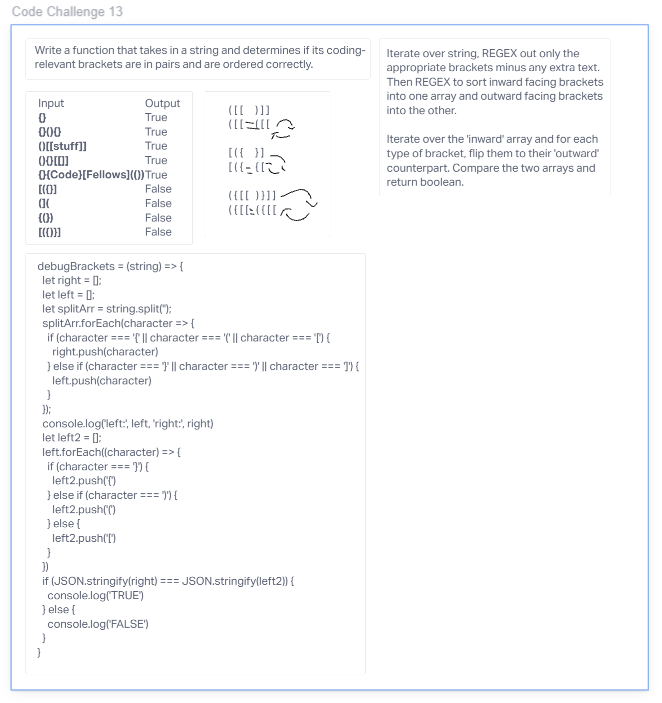 Code Challenge 13
Write a function that takes in a string and determines if its coding-
relevant brackets are in pairs and are ordered correctly.
Iterate over string, REGEX out only the
appropriate brackets minus any extra text.
Then REGEX to sort inward facing brackets
into one array and outward facing brackets
into the other.
Iterate over the 'inward' array and for each
type of bracket, flip them to their 'outward'
counterpart. Compare the two arrays and
return boolean.
Input Output
{} True
{}(){} True
()[[stuff]] True
(){}[[]] True
{}{Code}[Fellows](()) True
[({}] False
(]( False
{(}) False
[({)}] False
([[ )]]
([[=([[
[({ }]
[({={[
({[[ )}]]
({[[=({[[
debugBrackets = (string) => {
let right = [];
let left = [];
let splitArr = string.split('');
splitArr.forEach(character => {
if (character === '{' || character === '(' || character === '[') {
right.push(character)
} else if (character === '}' || character === ')' || character === ']') {
left.push(character)
}
});
console.log('left:', left, 'right:', right)
let left2 = [];
left.forEach((character) => {
if (character === '}') {
left2.push('{')
} else if (character === ')') {
left2.push('(')
} else {
left2.push('[')
}
})
if (JSON.stringify(right) === JSON.stringify(left2)) {
console.log('TRUE')
} else {
console.log('FALSE')
}
}